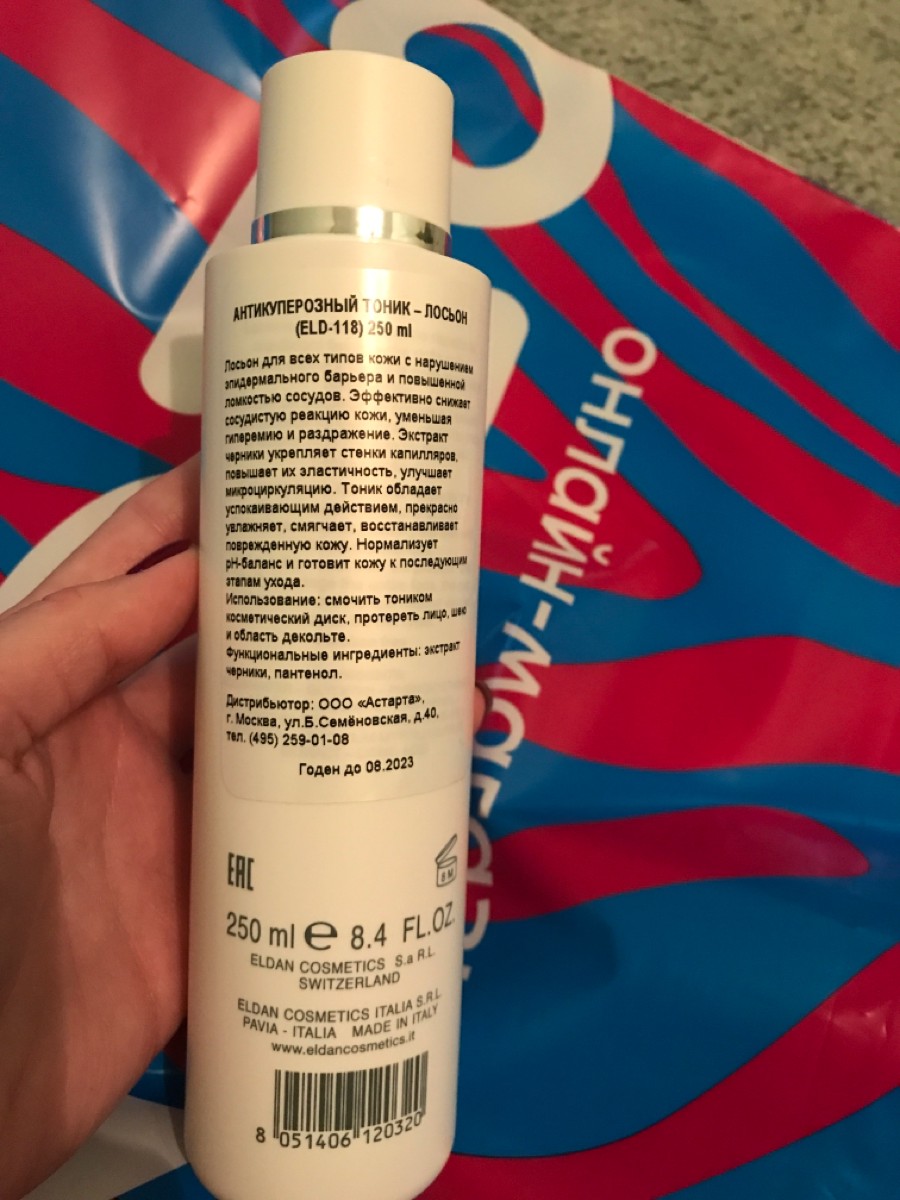 АНТИКУПЕРОЗНЫЙ ТОНИК – ЛОСЬОН
(ELD-118) 250 ml
Лосьон для всех типов кожи с нарушением
эпидермального барьера и повышенной
ломкостью сосудов. Эффективно снижает
сосудистую реакцию кожи, уменьшая
гиперемию и раздражение. Экстракт
черники укрепляет стенки капилляров,
повышает их эластичность, улучшает
микроциркуляцию. Тоник обладает
успокаивающим действием, прекрасно
увлажняет, смягчает, восстанавливает
поврежденную кожу. Нормализует
pH-баланс и готовит кожу к последующим
этапам ухода.
Использование: смочить тоником
косметический диск, протереть лицо, шею
и область декольте.
Функциональные ингредиенты: экстракт
черники, пантенол.
Дистрибьютор: ООО «Астарта»,
г. Москва, ул.Б.Семёновская, д.40,
тел. (495) 259-01-08
Годен до 08.2023
EAC
8 M
250 ml e 8.4 FL.OZ.
ELDAN COSMETICS S.a R.L.
SWITZERLAND
ELDAN COSMETICS ITALIA S.R.L.
PAVIA - ITALIA MADE IN ITALY
www.eldancosmetics.it
8 051406 120320
онлайн-мага